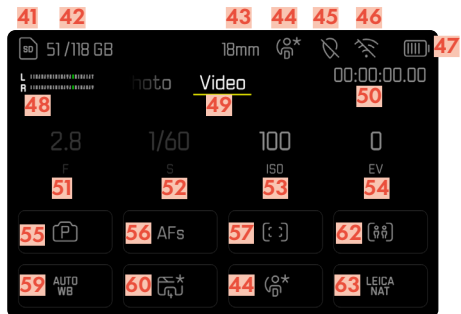 41 42 43 44 45 46
SD 51 /118 GB 18mm * 47
L
R
48 hoto Video 00:00:00.00
49 50
2.8 1/60 100 0
F S ISO EV
51 52 53 54
55 P 56 AFs 57 62
59 AUTO WB 60 * 44 * 63 LEICA NAT